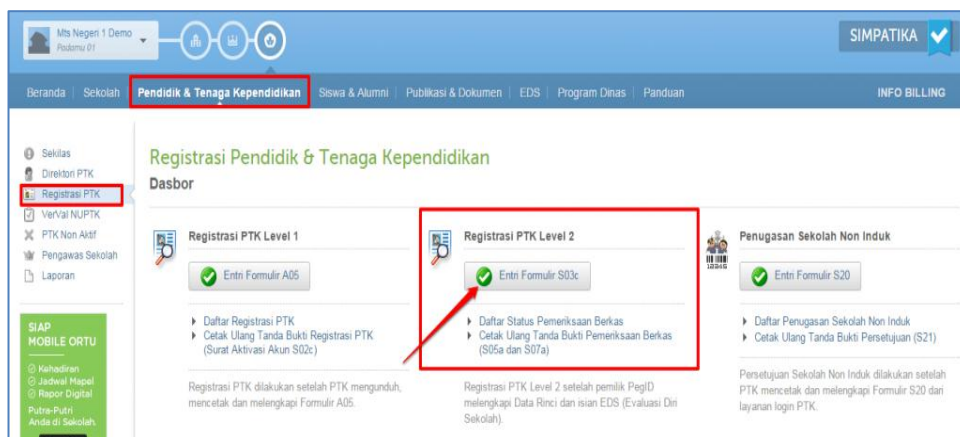 Mts Negeri 1 Demo
Padamu 01
SIMPATIKA
Beranda | Sekolah Pendidik & Tenaga Kependidikan Siswa & Alumni | Publikasi & Dokumen | EDS | Program Dinas | Panduan INFO BILLING
Sekilas
Direktori PTK
Registrasi PTK
VerVal NUPTK
PTK Non Aktif
Pengawas Sekolah
Laporan
SIAP
MOBILE ORTU
Kehadiran
Jadwal Mapel
Rapor Digital
Putra-Putri
Anda di Sekolah.
Registrasi Pendidik & Tenaga Kependidikan
Dasbor
Registrasi PTK Level 1
Entri Formulir A05
Daftar Registrasi PTK
Cetak Ulang Tanda Bukti Registrasi PTK
(Surat Aktivasi Akun S02c)
Registrasi PTK dilakukan setelah PTK mengunduh,
mencetak dan melengkapi Formulir A05.
Registrasi PTK Level 2
Entri Formulir S03c
Daftar Status Pemeriksaan Berkas
Cetak Ulang Tanda Bukti Pemeriksaan Berkas
(S05a dan S07a)
Registrasi PTK Level 2 setelah pemilik PegID
melengkapi Data Rinci dan isian EDS (Evaluasi Diri
Sekolah).
Penugasan Sekolah Non Induk
12345
Entri Formulir S20
Daftar Penugasan Sekolah Non Induk
Cetak Ulang Tanda Bukti Persetujuan (S21)
Persetujuan Sekolah Non Induk dilakukan setelah
PTK mencetak dan melengkapi Formulir S20 dari
layanan login PTK.